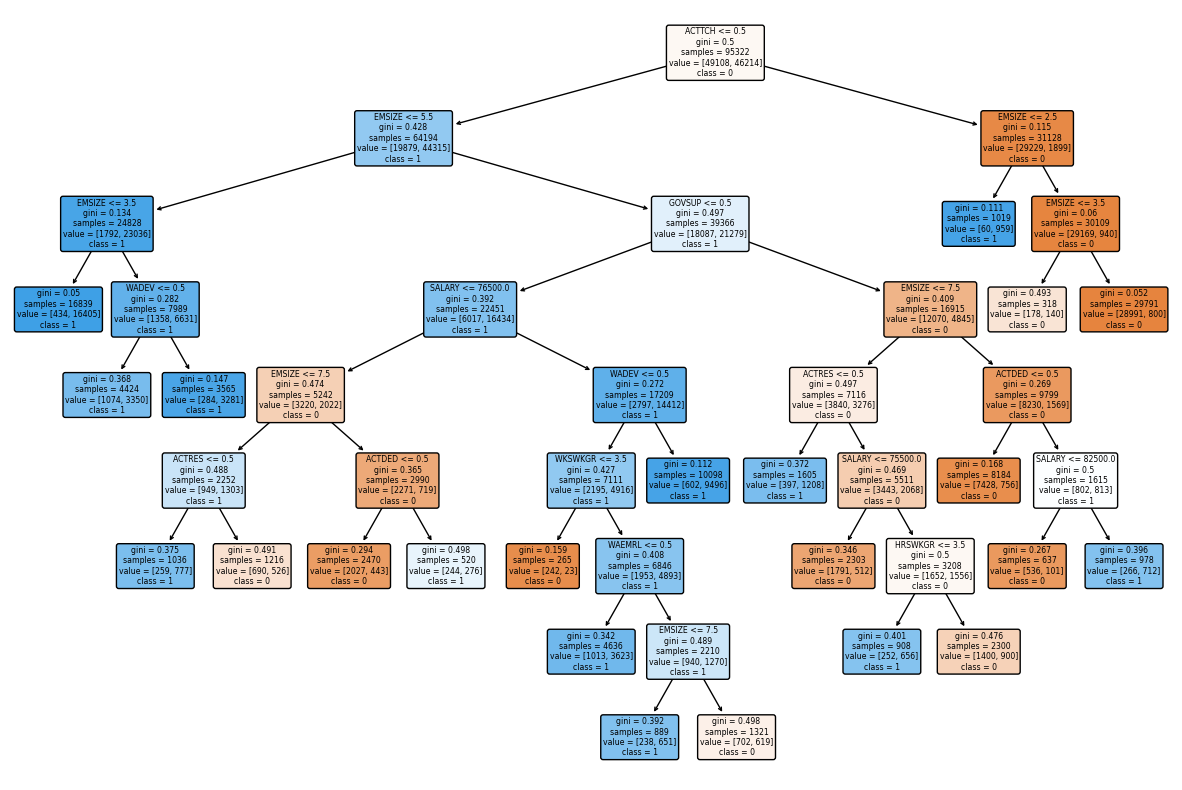 ACTTCH <= 0.5
gini = 0.5
samples = 95322
value = [49108, 46214]
class = 0
EMSIZE <= 5.5
gini = 0.428
samples = 64194
value = [19879, 44315]
class = 1
EMSIZE <= 2.5
gini = 0.115
samples = 31128
value = [29229, 1899]
class = 0
EMSIZE <= 3.5
gini = 0.134
samples = 24828
value = [1792, 23036]
class = 1
GOVSUP <= 0.5
gini = 0.497
samples = 39366
value = [18087, 21279]
class = 1
gini = 0.111
samples = 1019
value = [60, 959]
class = 1
EMSIZE <= 3.5
gini = 0.06
samples = 30109
value = [29169, 940]
class = 0
gini = 0.05
samples = 16839
value = [434, 16405]
class = 1
WADEV <= 0.5
gini = 0.282
samples = 7989
value = [1358, 6631]
class = 1
SALARY <= 76500.0
gini = 0.392
samples = 22451
value = [6017, 16434]
class = 1
EMSIZE <= 7.5
gini = 0.409
samples = 16915
value = [12070, 4845]
class = 0
gini = 0.493
samples = 318
value = [178, 140]
class = 0
gini = 0.052
samples = 29791
value = [28991, 800]
class = 0
gini = 0.368
samples = 4424
value = [1074, 3350]
class = 1
gini = 0.147
samples = 3565
value = [284, 3281]
class = 1
EMSIZE <= 7.5
gini = 0.474
samples = 5242
value = [3220, 2022]
class = 0
WADEV <= 0.5
gini = 0.272
samples = 17209
value = [2797, 14412]
class = 1
ACTRES <= 0.5
gini = 0.497
samples = 7116
value = [3840, 3276]
class = 0
ACTDED <= 0.5
gini = 0.269
samples = 9799
value = [8230, 1569]
class = 0
ACTRES <= 0.5
gini = 0.488
samples = 2252
value = [949, 1303]
class = 1
ACTDED <= 0.5
gini = 0.365
samples = 2990
value = [2271, 719]
class = 0
WKSWKGR <= 3.5
gini = 0.427
samples = 7111
value = [2195, 4916]
class = 1
gini = 0.112
samples = 10098
value = [602, 9496]
class = 1
gini = 0.372
samples = 1605
value = [397, 1208]
class = 1
SALARY <= 75500.0
gini = 0.469
samples = 5511
value = [3443, 2068]
class = 0
gini = 0.168
samples = 8184
value = [7428, 756]
class = 0
SALARY <= 82500.0
gini = 0.5
samples = 1615
value = [802, 813]
class = 1
gini = 0.375
samples = 1036
value = [259, 777]
class = 1
gini = 0.491
samples = 1216
value = [690, 526]
class = 0
gini = 0.294
samples = 2470
value = [2027, 443]
class = 0
gini = 0.498
samples = 520
value = [244, 276]
class = 1
gini = 0.159
samples = 265
value = [242, 23]
class = 0
WAEMRL <= 0.5
gini = 0.408
samples = 6846
value = [1953, 4893]
class = 1
gini = 0.346
samples = 2303
value = [1791, 512]
class = 0
HRSWKGR <= 3.5
gini = 0.5
samples = 3208
value = [1652, 1556]
class = 0
gini = 0.267
samples = 637
value = [536, 101]
class = 0
gini = 0.396
samples = 978
value = [266, 712]
class = 1
gini = 0.342
samples = 4636
value = [1013, 3623]
class = 1
EMSIZE <= 7.5
gini = 0.489
samples = 2210
value = [940, 1270]
class = 1
gini = 0.401
samples = 908
value = [252, 656]
class = 1
gini = 0.476
samples = 2300
value = [1400, 900]
class = 0
gini = 0.392
samples = 889
value = [238, 651]
class = 1
gini = 0.498
samples = 1321
value = [702, 619]
class = 0